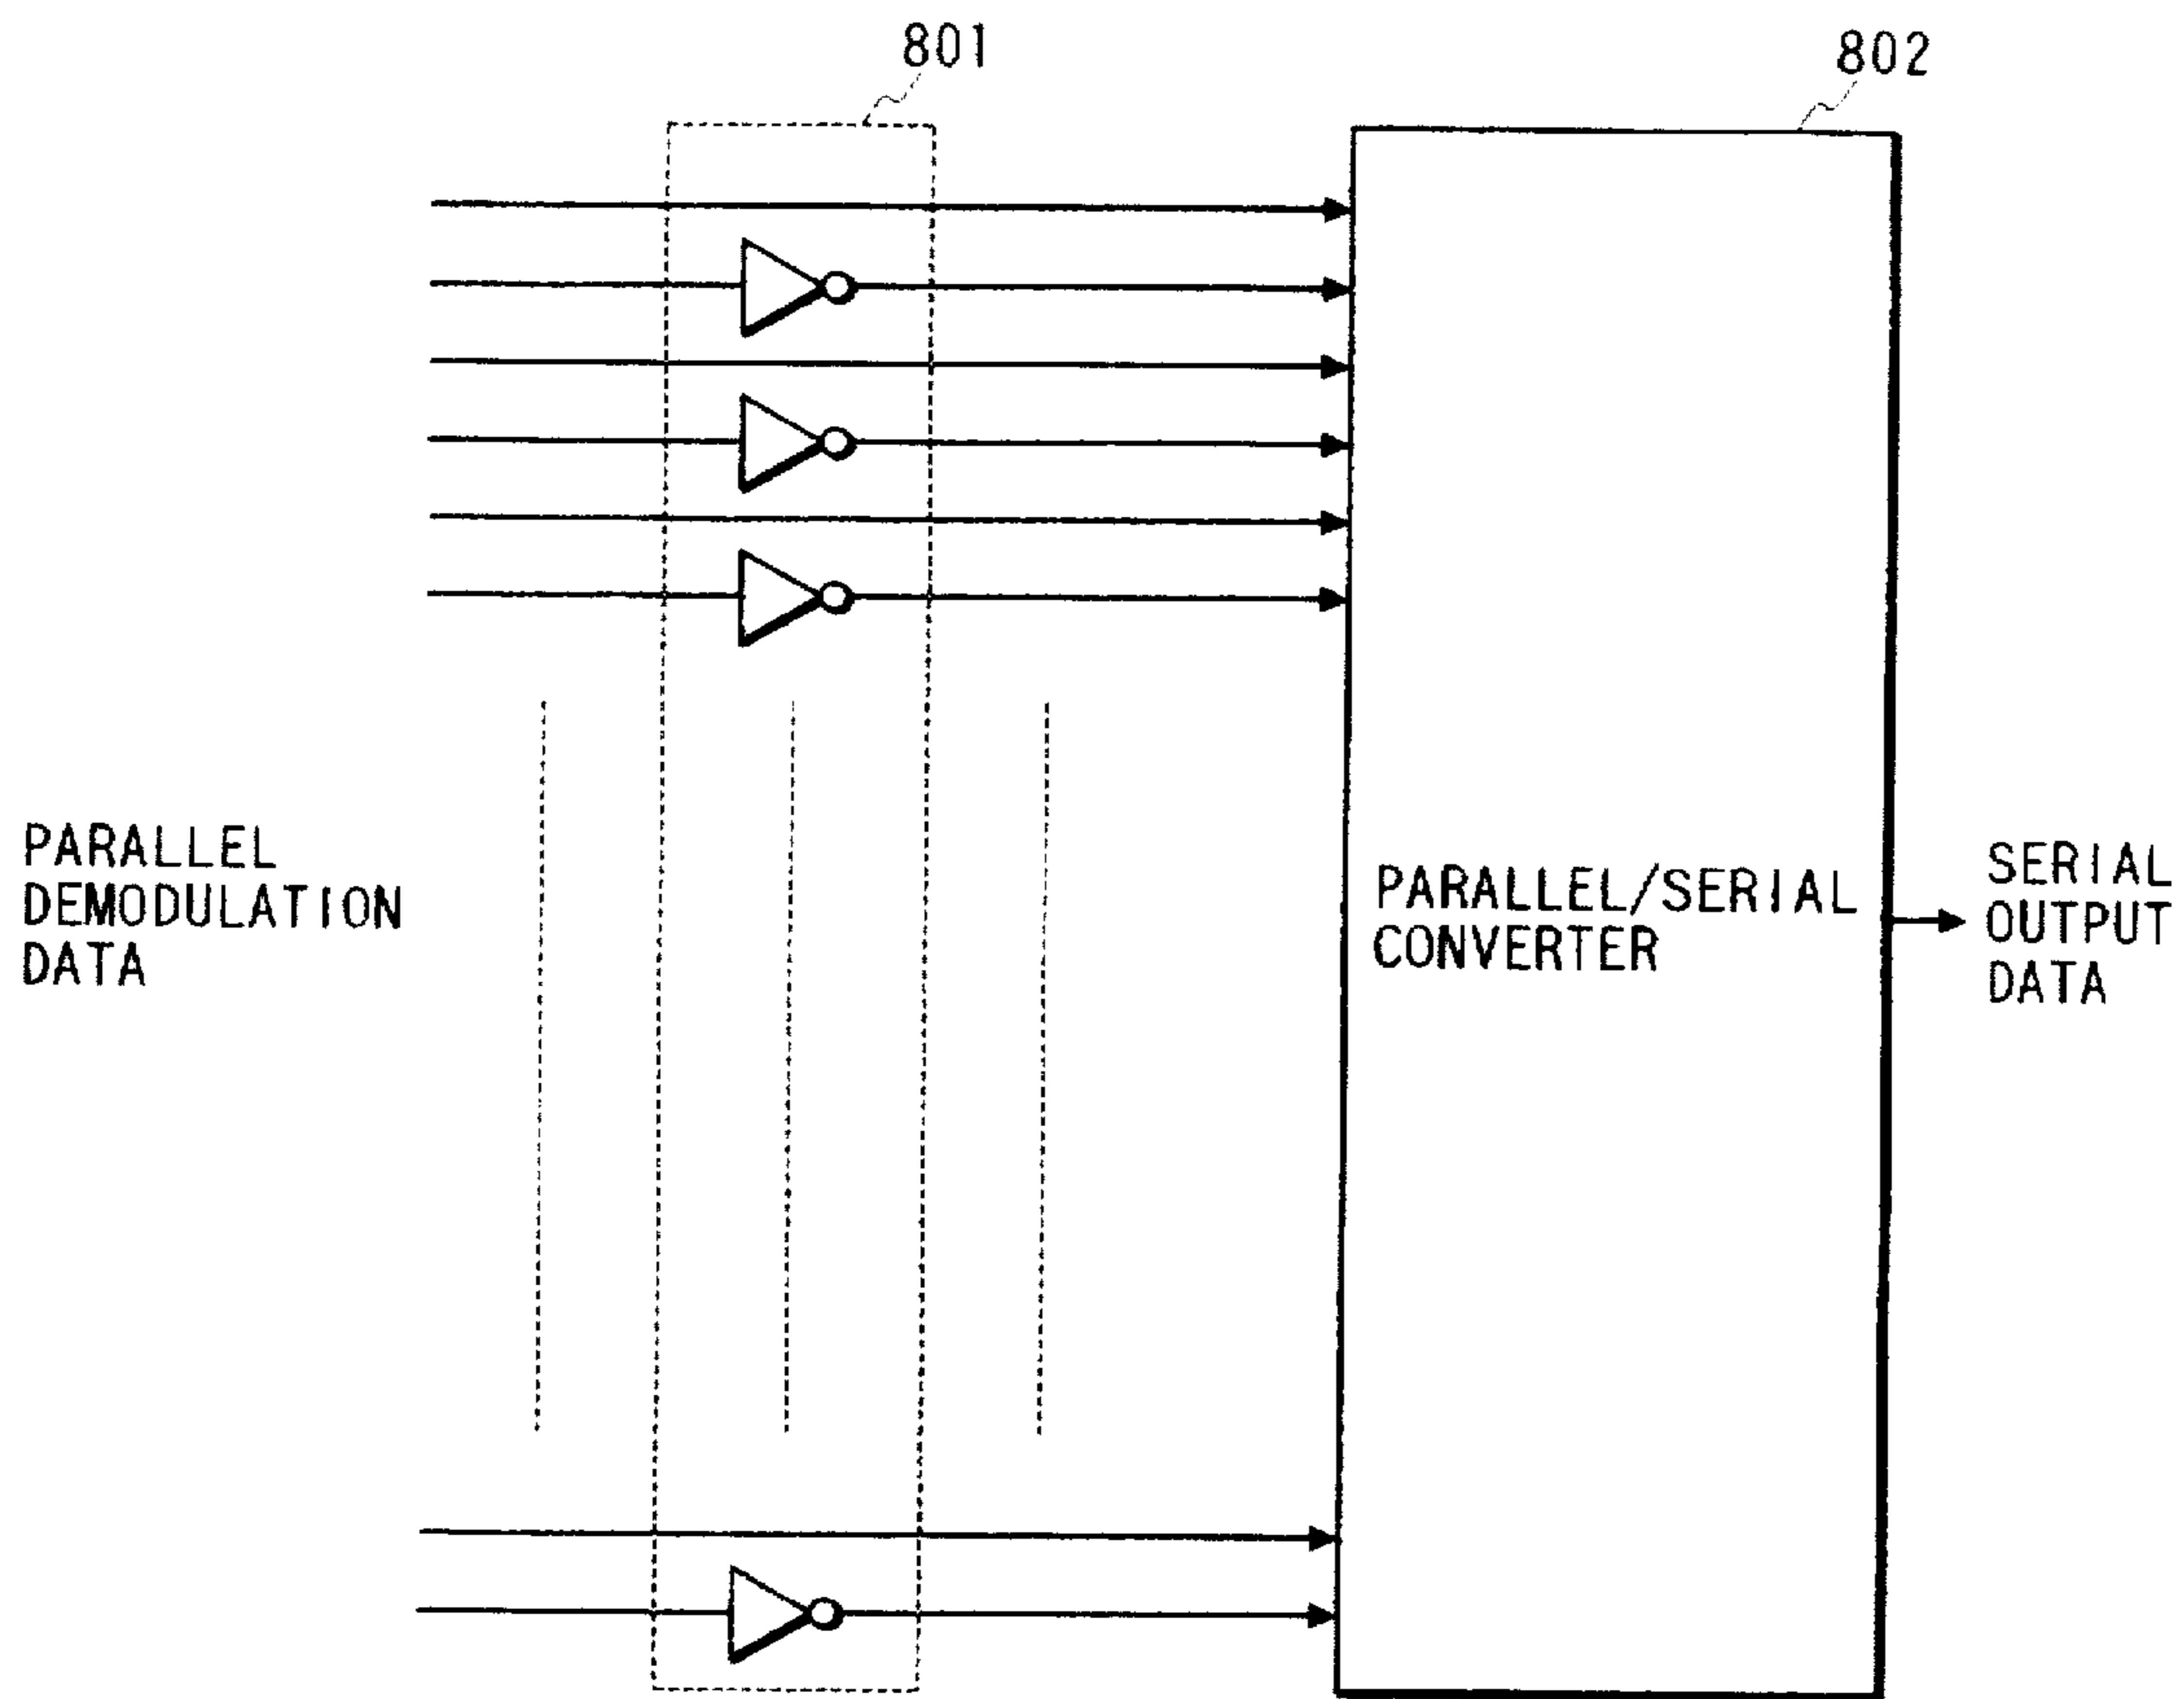 801
802
PARALLEL
DEMODULATION
DATA
PARALLEL/SERIAL
CONVERTER
SERIAL
OUTPUT
DATA